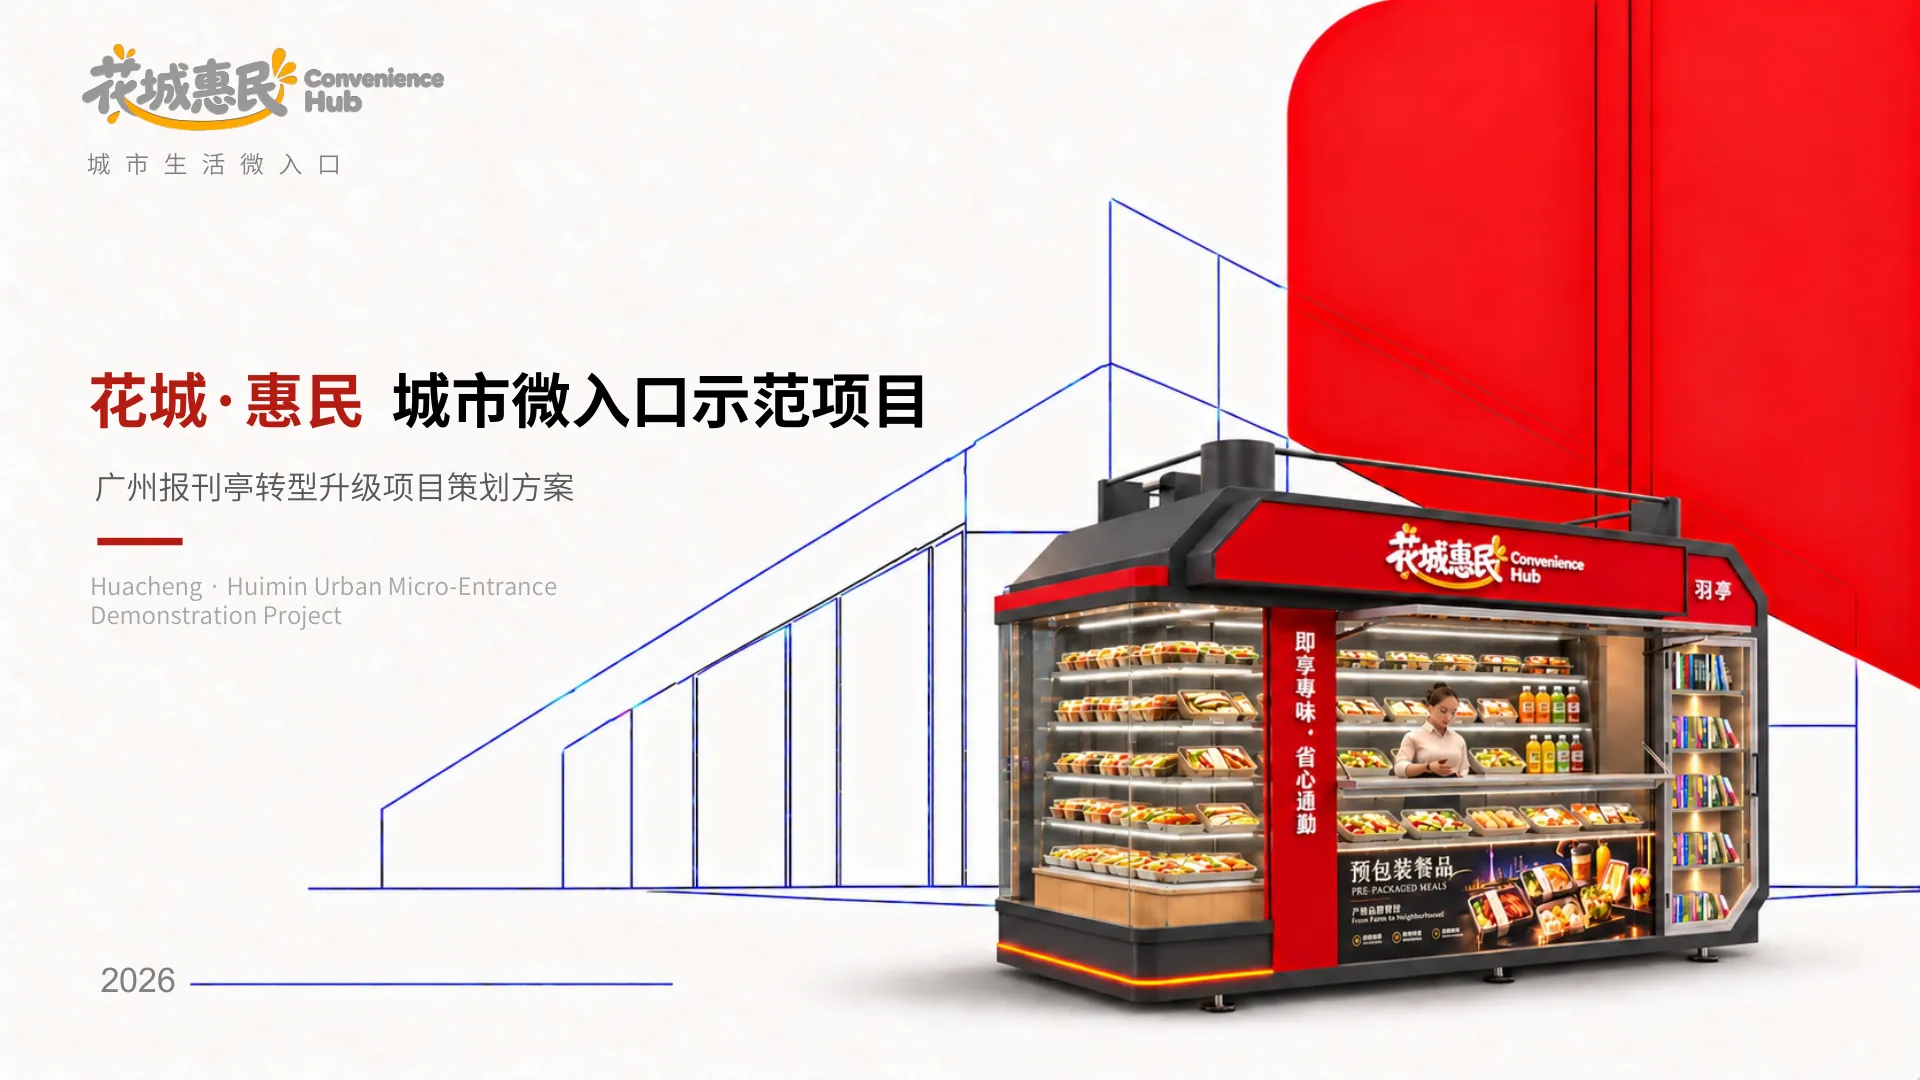 花城惠民 Convenience
Hub
城市生活微入口
花城·惠民 城市微入口示范项目
广州报刊亭转型升级项目策划方案
Huacheng · Huimin Urban Micro-Entrance
Demonstration Project
2026
花城惠民 Convenience
Hub
羽亭
即享專味·省心通勤
预包装餐品
PRE-PACKAGED MEALS
From Farm to Neighborhood